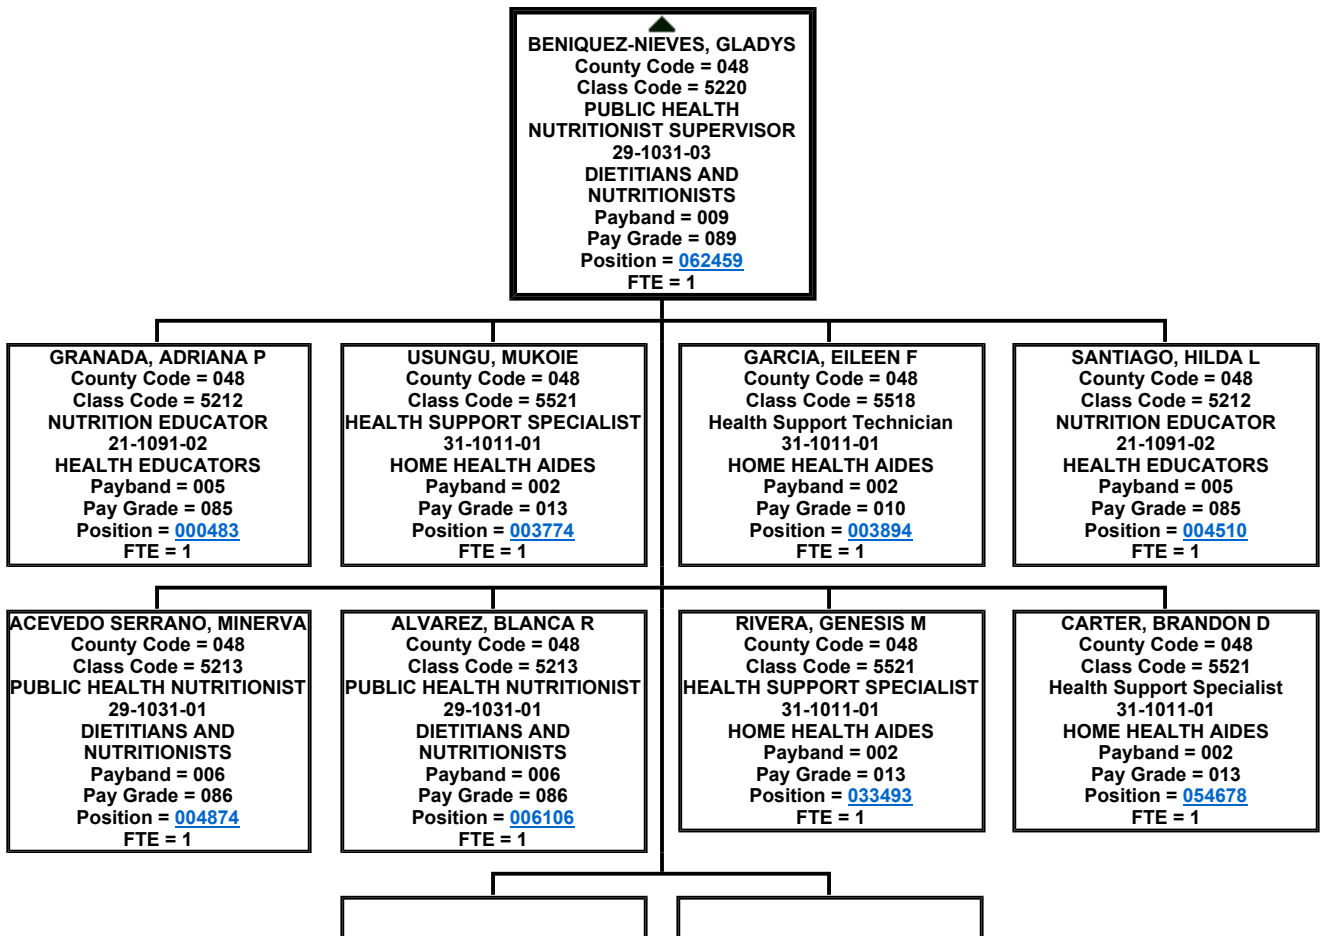 BENIQUEZ-NIEVES, GLADYS
County Code = 048
Class Code = 5220
PUBLIC HEALTH
NUTRITIONIST SUPERVISOR
29-1031-03
DIETITIANS AND
NUTRITIONISTS
Payband = 009
Pay Grade = 089
Position = 062459
FTE = 1
GRANADA, ADRIANA P
County Code = 048
Class Code = 5212
NUTRITION EDUCATOR
21-1091-02
HEALTH EDUCATORS
Payband = 005
Pay Grade = 085
Position = 000483
FTE = 1
USUNGU, MUKOIE
County Code = 048
Class Code = 5521
HEALTH SUPPORT SPECIALIST
31-1011-01
HOME HEALTH AIDES
Payband = 002
Pay Grade = 013
Position = 003774
FTE = 1
GARCIA, EILEEN F
County Code = 048
Class Code = 5518
Health Support Technician
31-1011-01
HOME HEALTH AIDES
Payband = 002
Pay Grade = 010
Position = 003894
FTE = 1
SANTIAGO, HILDA L
County Code = 048
Class Code = 5212
NUTRITION EDUCATOR
21-1091-02
HEALTH EDUCATORS
Payband = 005
Pay Grade = 085
Position = 004510
FTE = 1
ACEVEDO SERRANO, MINERVA
County Code = 048
Class Code = 5213
PUBLIC HEALTH NUTRITIONIST
29-1031-01
DIETITIANS AND
NUTRITIONISTS
Payband = 006
Pay Grade = 086
Position = 004874
FTE = 1
ALVAREZ, BLANCA R
County Code = 048
Class Code = 5213
PUBLIC HEALTH NUTRITIONIST
29-1031-01
DIETITIANS AND
NUTRITIONISTS
Payband = 006
Pay Grade = 086
Position = 006106
FTE = 1
RIVERA, GENESIS M
County Code = 048
Class Code = 5521
HEALTH SUPPORT SPECIALIST
31-1011-01
HOME HEALTH AIDES
Payband = 002
Pay Grade = 013
Position = 033493
FTE = 1
CARTER, BRANDON D
County Code = 048
Class Code = 5521
Health Support Specialist
31-1011-01
HOME HEALTH AIDES
Payband = 002
Pay Grade = 013
Position = 054678
FTE = 1